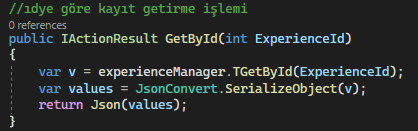 //ıdye göre kayıt getirme işlemi
0 references
public IActionResult GetById(int ExperienceId)
{
var v = experienceManager.TGetById(ExperienceId);
var values = JsonConvert.SerializeObject(v);
return Json(values);
}